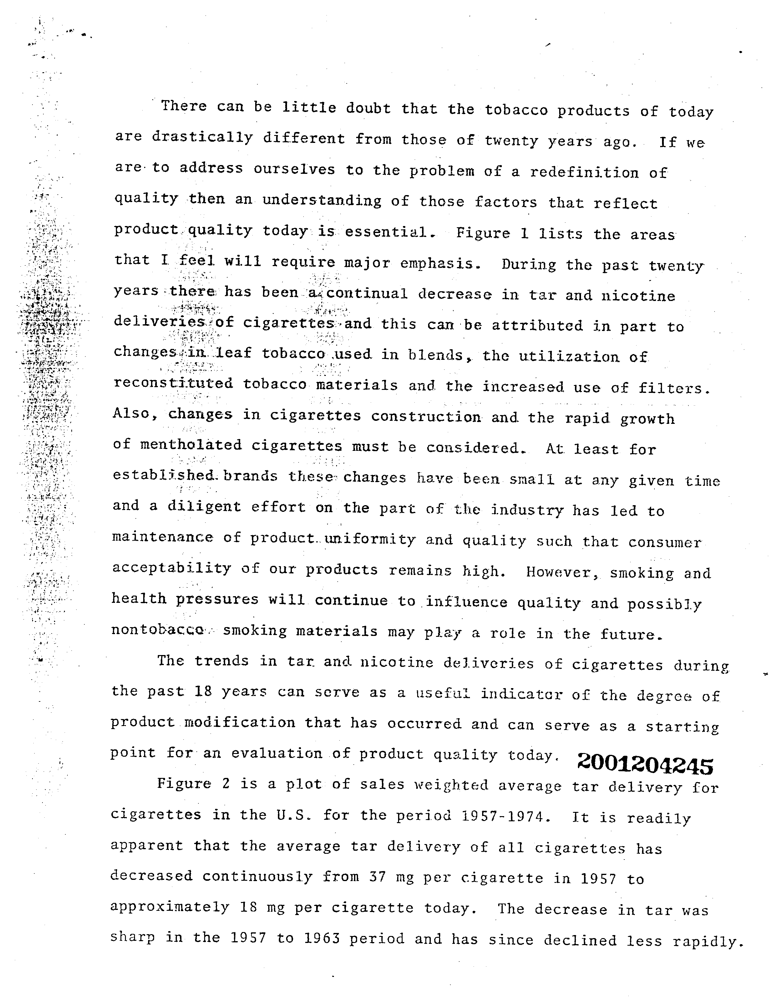 There can be little doubt that the tobacco products of today
are drastically different from those of twenty years ago. If we
are to address ourselves to the problem of a redefinition of
quality then an understanding of those factors that reflect
product quality today is essential. Figure 1 lists the areas
that I feel will require major emphasis. During the past twenty
years there has been a continual decrease in tar and nicotine
deliveries of cigarettes and this can be attributed in part to
changes in leaf tobacco used in blends, the utilization of
reconstituted tobacco materials and the increased use of filters.
Also, changes in cigarettes construction and the rapid growth
of mentholated cigarettes must be considered. At least for
established brands these changes have been small at any given time
and a diligent effort on the part of the industry has led to
maintenance of product uniformity and quality such that consumer
acceptability of our products remains high. However, smoking and
health pressures will continue to influence quality and possibly
nontobacco smoking materials may play a role in the future.
The trends in tar and nicotine deliveries of cigarettes during
the past 18 years can serve as a useful indicator of the degree of
product modification that has occurred and can serve as a starting
point for an evaluation of product quality today. 2001204245
Figure 2 is a plot of sales weighted average tar delivery for
cigarettes in the U.S. for the period 1957-1974. It is readily
apparent that the average tar delivery of all cigarettes has
decreased continuously from 37 mg per cigarette in 1957 to
approximately 18 mg per cigarette today. The decrease in tar was
sharp in the 1957 to 1963 period and has since declined less rapidly.